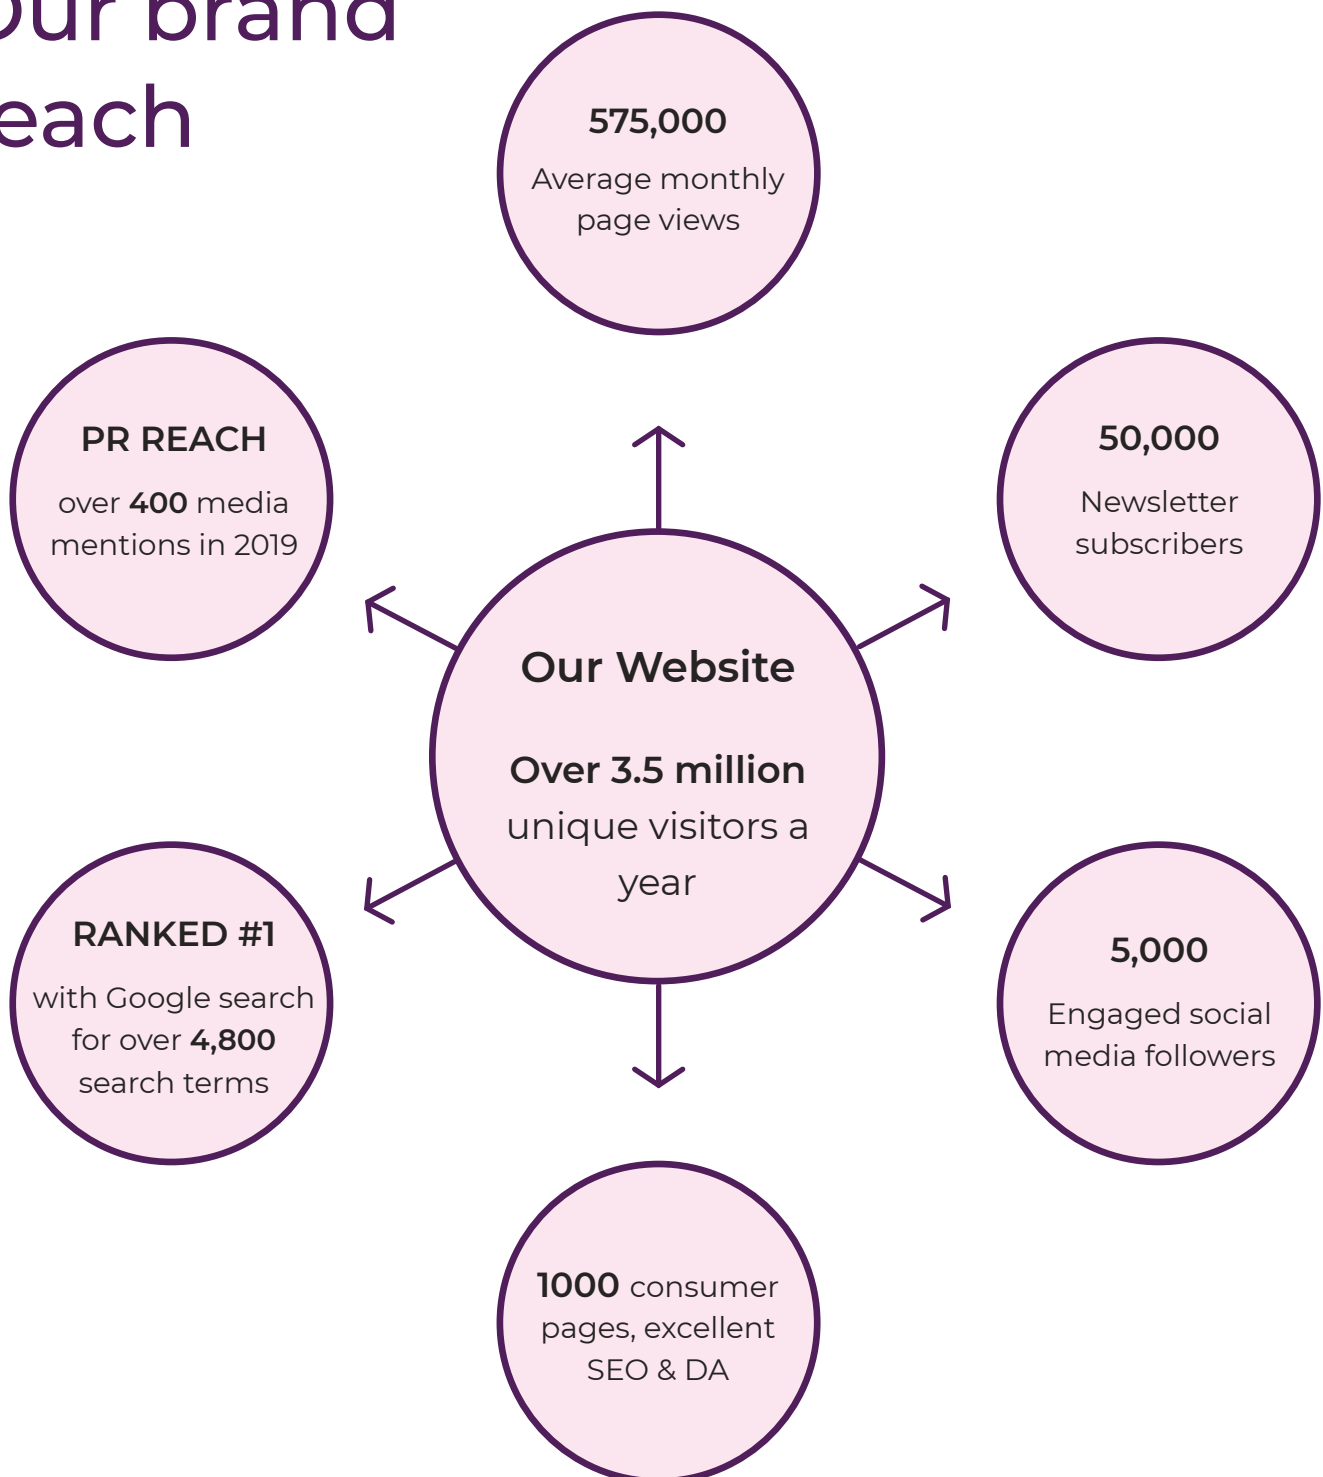 Our brand
each
575,000
Average monthly
page views
PR REACH
over 400 media
mentions in 2019
50,000
Newsletter
subscribers
Our Website
Over 3.5 million
unique visitors a
year
RANKED #1
with Google search
for over 4,800
search terms
5,000
Engaged social
media followers
1000 consumer
pages, excellent
SEO & DA